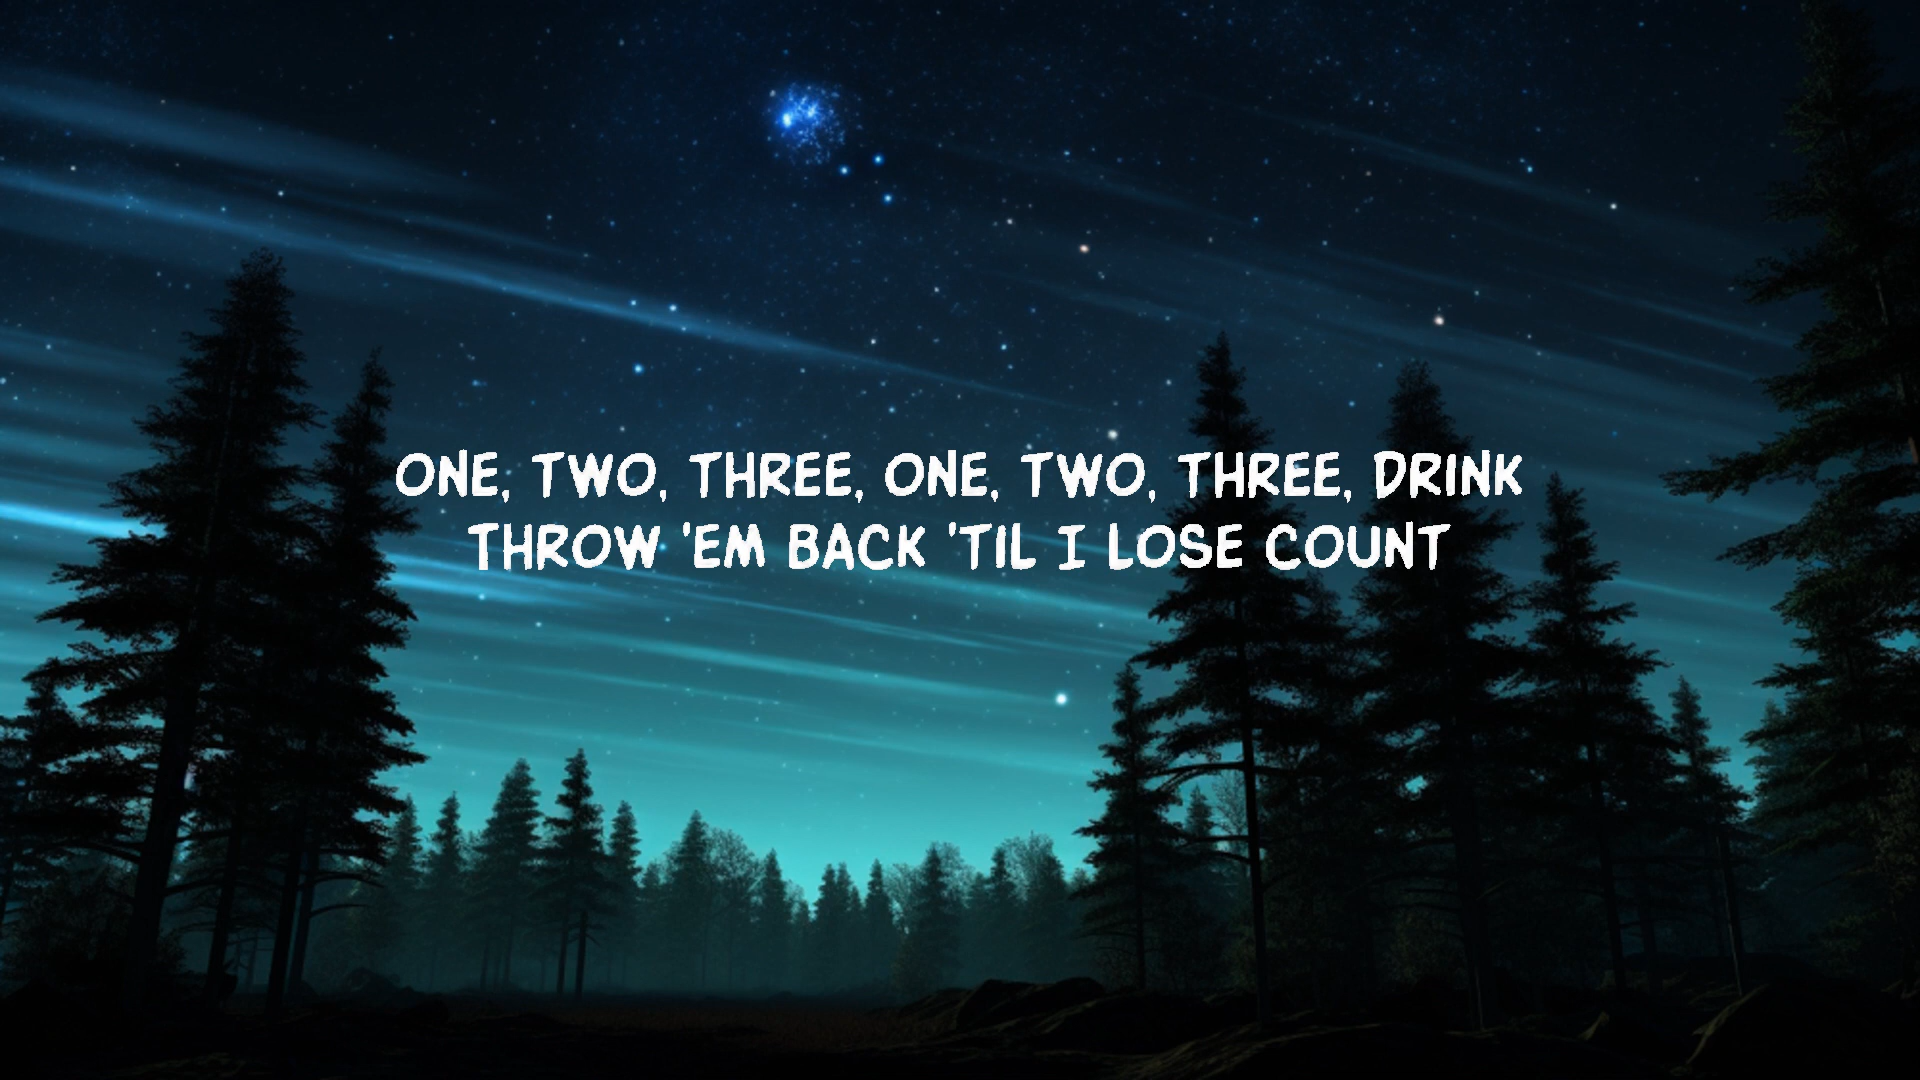 ONE, TWO, THREE, ONE, TWO, THREE, DRINK
THROW 'EM BACK 'TIL I LOSE COUNT